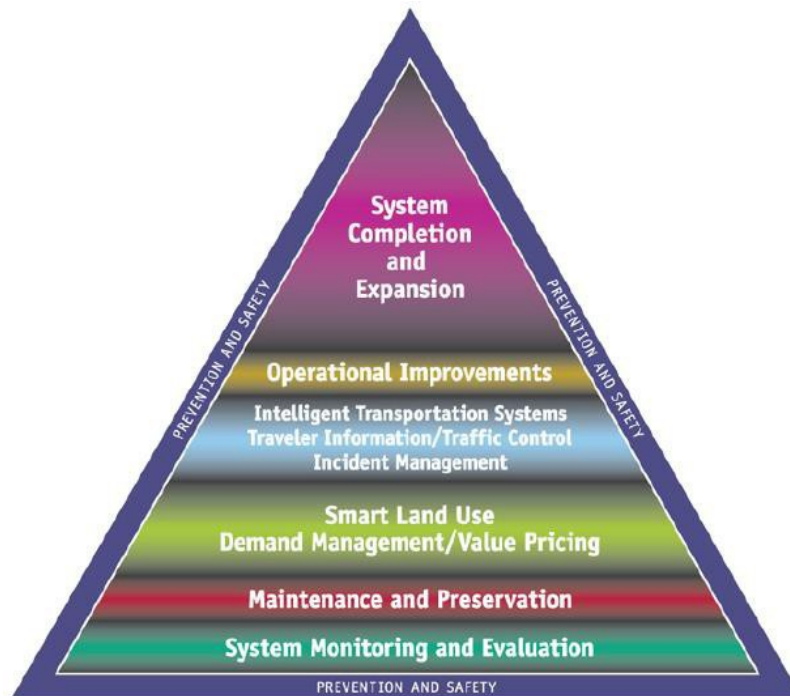 System
Completion
and
Expansion
PREVENTION AND SAFETY
PREVENTION AND SAFETY
Operational Improvements
Intelligent Transportation Systems
Traveler Information/Traffic Control
Incident Management
Smart Land Use
Demand Management/Value Pricing
Maintenance and Preservation
System Monitoring and Evaluation
PREVENTION AND SAFETY